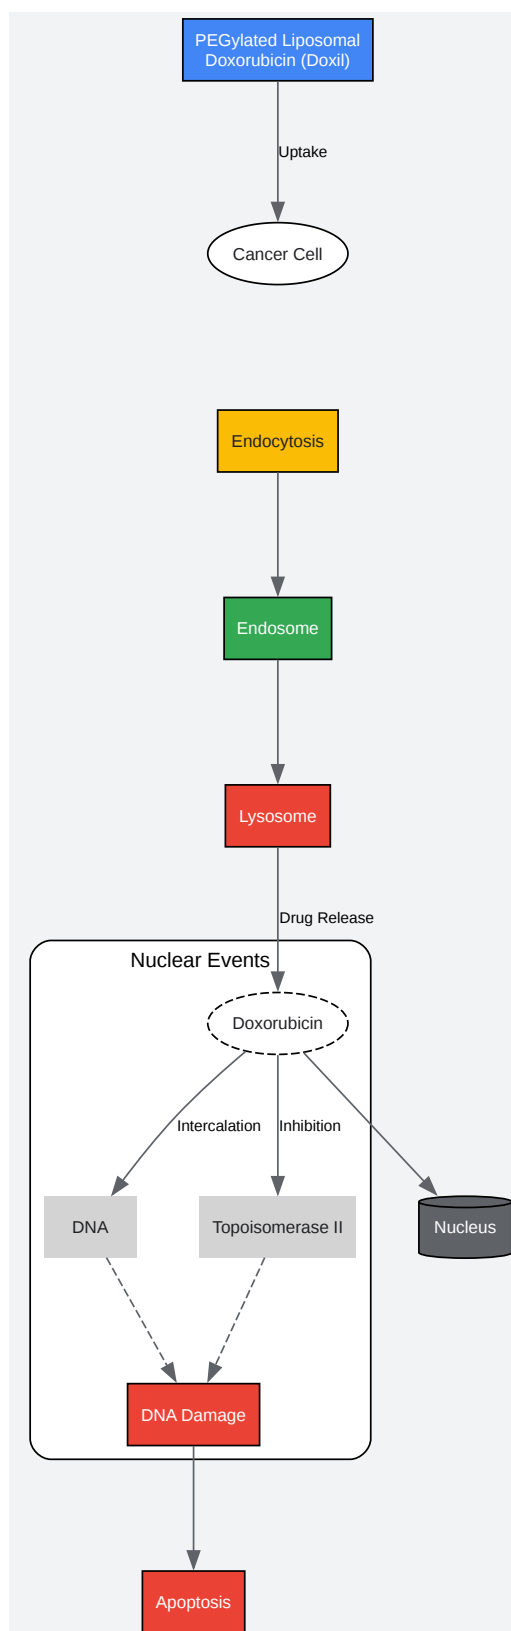 PEGylated Liposomal
Doxorubicin (Doxil)
Uptake
Cancer Cell
Endocytosis
Endosome
Lysosome
Drug Release
Nuclear Events
Doxorubicin
Intercalation
Inhibition
DNA
Topoisomerase II
Nucleus
DNA Damage
Apoptosis